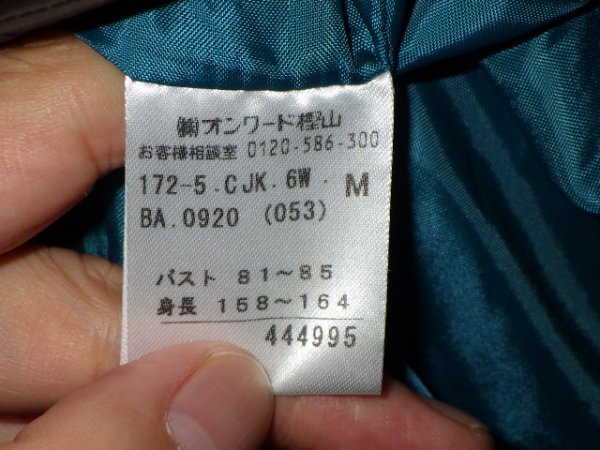 ㈱オンワード樫山
お客様相談室 0120-586-300
172-5.CJK.6W. M
BA.0920 (053)
バスト 81～85
身長 158～164
444995